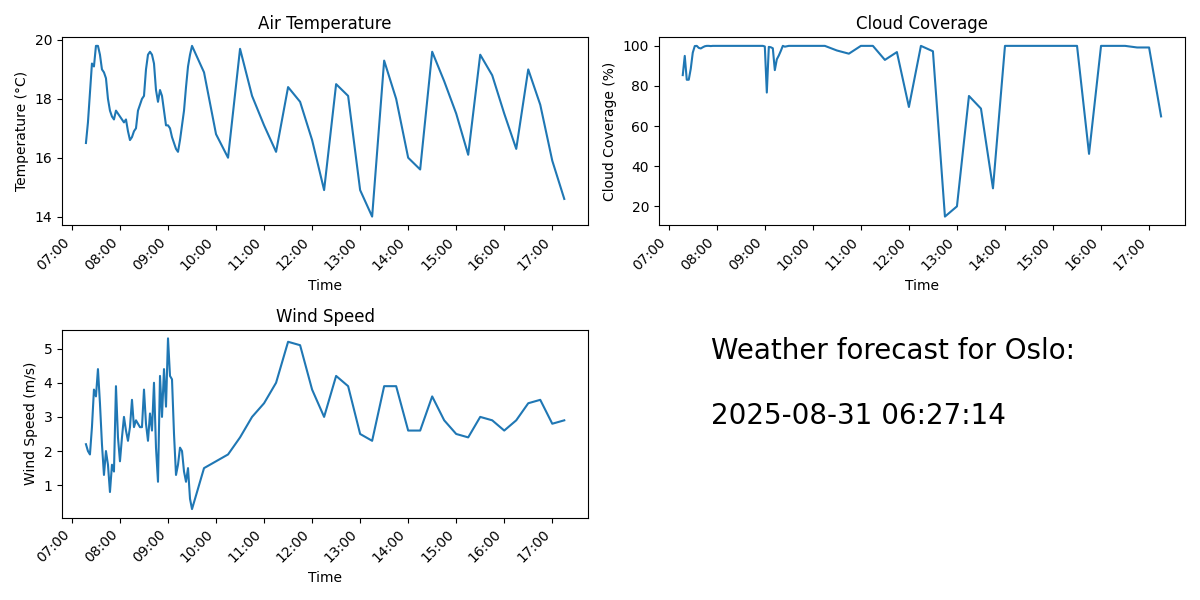 Air Temperature
Temperature (°C)
20
18
16
14
07:00 08:00 09:00 10:00 11:00 12:00 13:00 14:00 15:00 16:00 17:00
Time
Cloud Coverage
Cloud Coverage (%)
100
80
60
40
20
07:00 08:00 09:00 10:00 11:00 12:00 13:00 14:00 15:00 16:00 17:00
Time
Wind Speed
Wind Speed (m/s)
5
4
3
2
1
07:00 08:00 09:00 10:00 11:00 12:00 13:00 14:00 15:00 16:00 17:00
Time
Weather forecast for Oslo:
2025-08-31 06:27:14